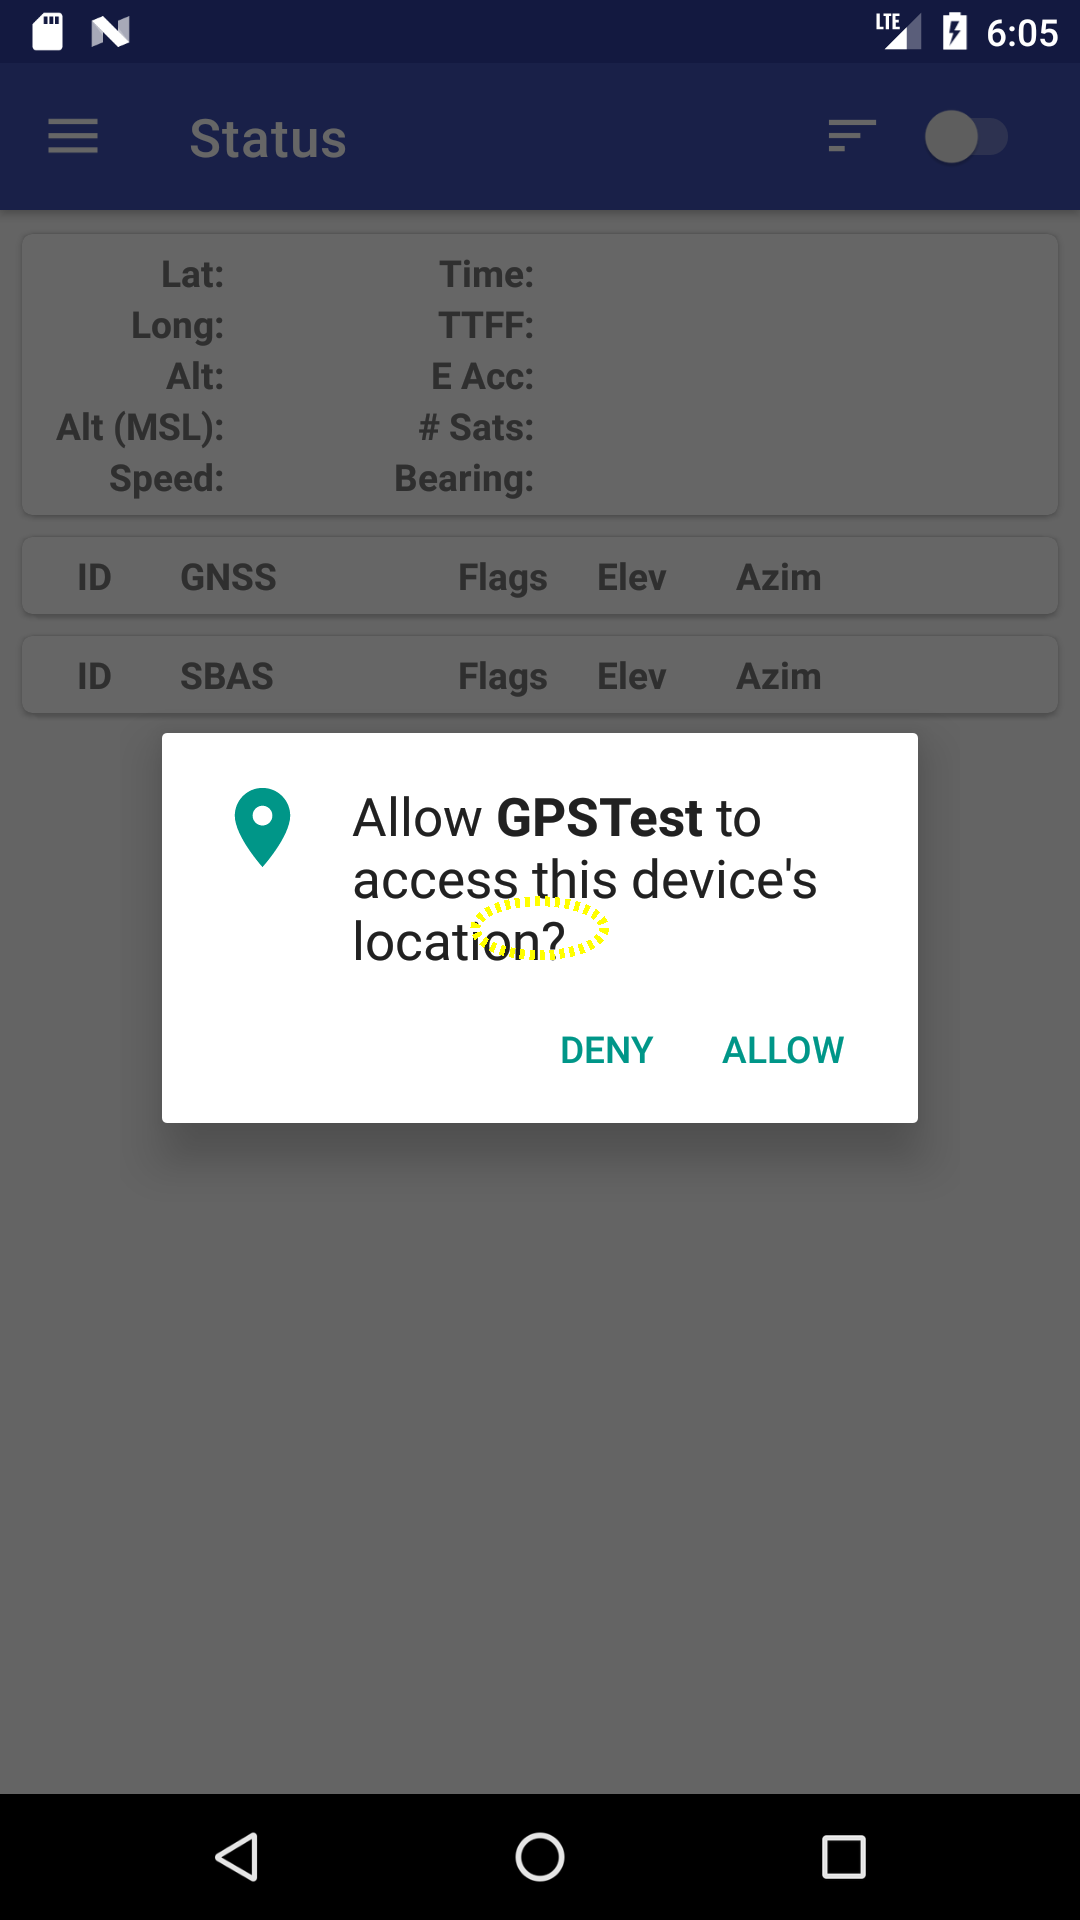 LTE 6:05
Status
Lat: Time:
Long: TTFF:
Alt: E Acc:
Alt (MSL): # Sats:
Speed: Bearing:
ID GNSS Flags Elev Azim
ID SBAS Flags Elev Azim
Allow GPSTest to
access this device's
location?
DENY ALLOW